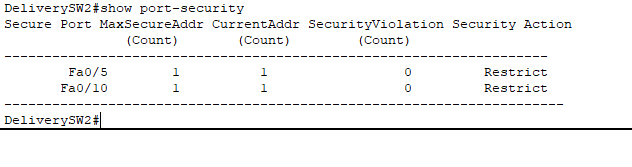 DeliverySW2#show port-security
Secure Port MaxSecureAddr CurrentAddr SecurityViolation Security Action
(Count) (Count) (Count)
--------------------------------------------------------------------
Fa0/5 1 1 0 Restrict
Fa0/10 1 1 0 Restrict
----------------------------------------------------------------------
DeliverySW2#